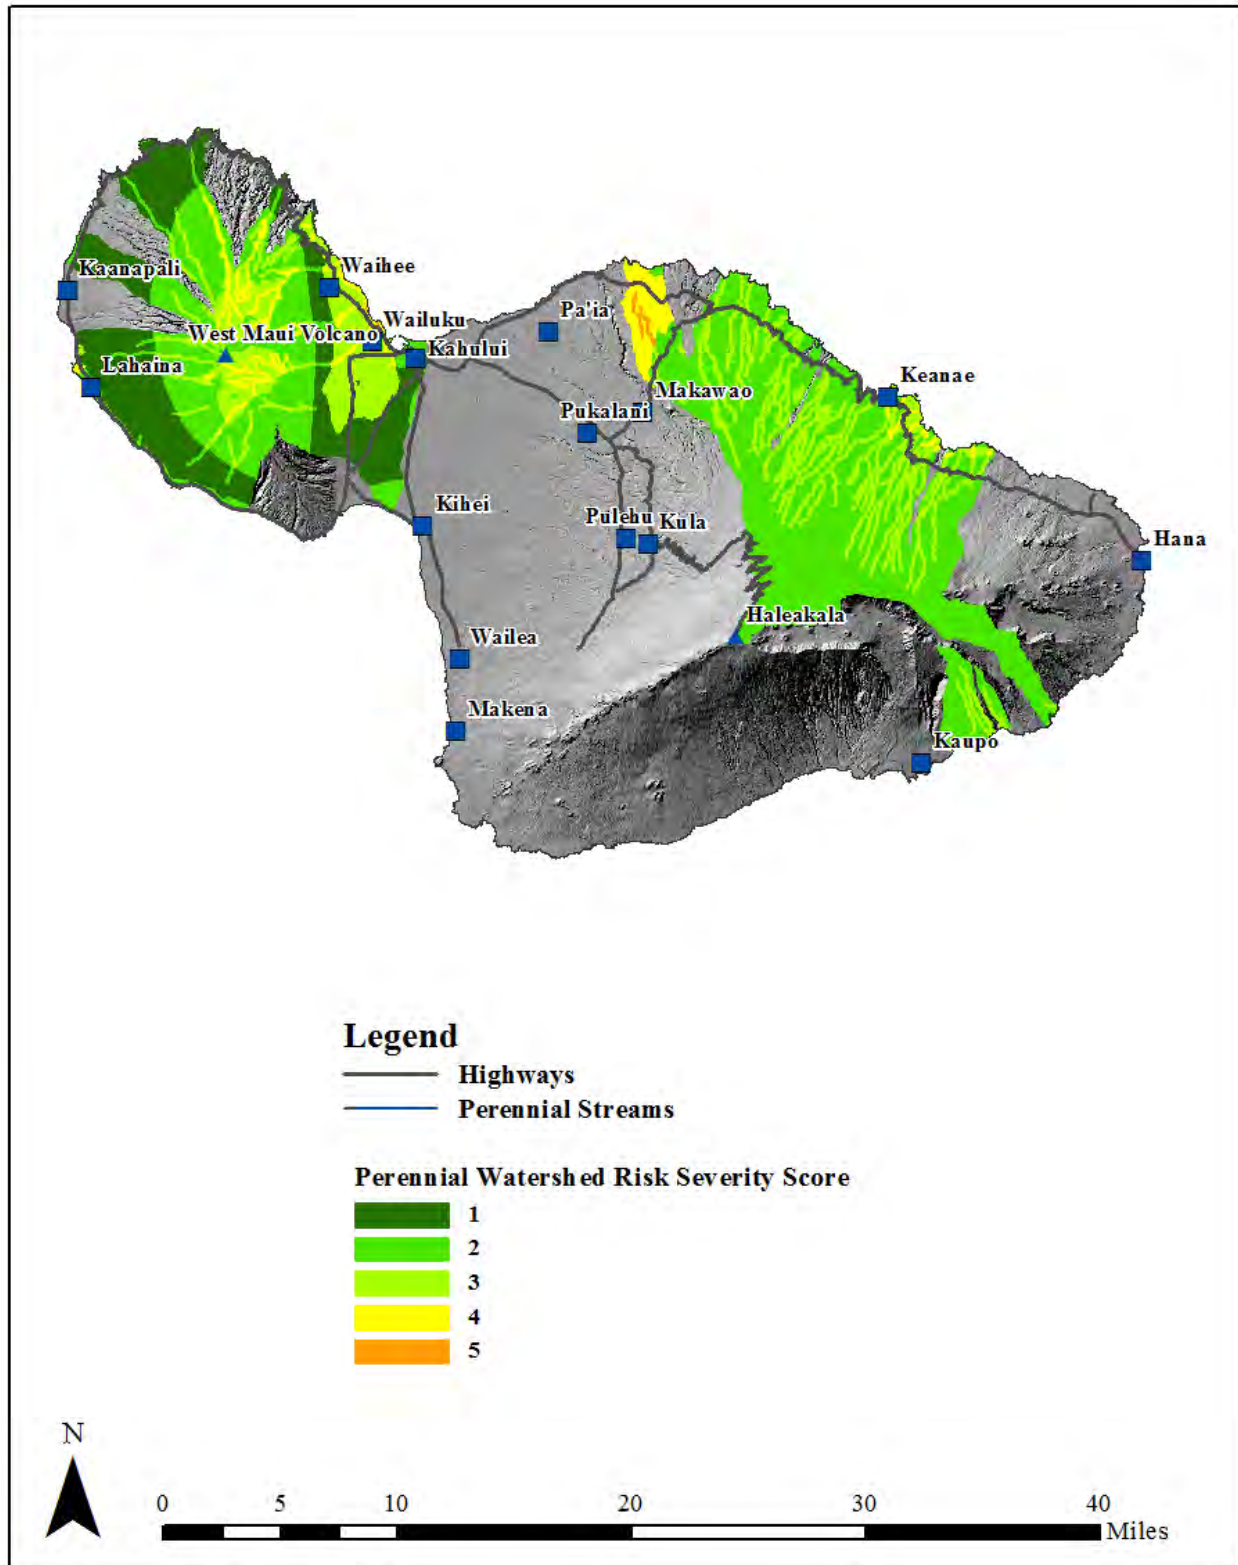 Kaanapali
Waihee
West Maui Volcano
Wailuku
Pa'ia
Kahului
Lahaina
Keanae
Makawao
Pukalani
Kihei
Pulehu
Kula
Hana
Haleakala
Wailea
Makena
Kaupo
Legend
Highways
Perennial Streams
Perennial Watershed Risk Severity Score
1
2
3
4
5
N
0 5 10 20 30 40
Miles